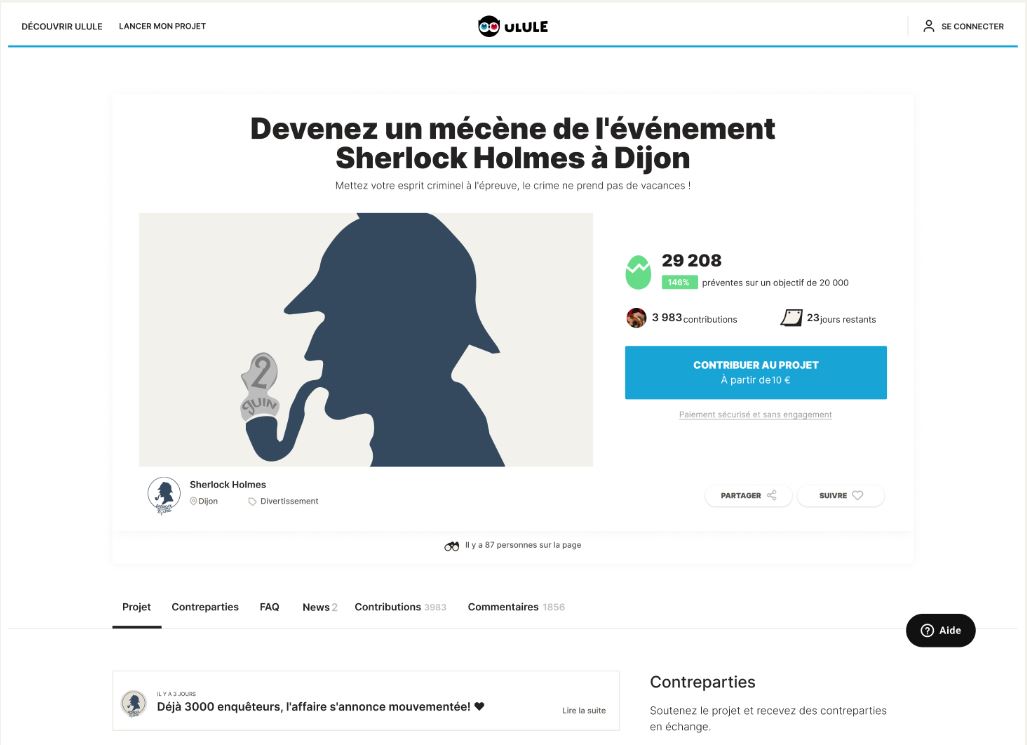 DÉCOUVRIR ULULE LANCER MON PROJET ULULE SE CONNECTER
Devenez un mécène de l'événement
Sherlock Holmes à Dijon
Mettez votre esprit criminel à l'épreuve, le crime ne prend pas de vacances !
2
JUIN
29 208
146% préventes sur un objectif de 20 000
3 983 contributions 23 jours restants
CONTRIBUER AU PROJET
À partir de10 €
Paiement sécurisé et sans engagement
Sherlock Holmes
Dijon Divertissement
PARTAGER SUIVRE
Il y a 87 personnes sur la page
Projet Contreparties FAQ News 2 Contributions 3983 Commentaires 1856
Aide
IL Y A 3 JOURS
Déjà 3000 enquêteurs, l'affaire s'annonce mouvementée! ♥
Lire la suite
Contreparties
Soutenez le projet et recevez des contreparties
en échange.